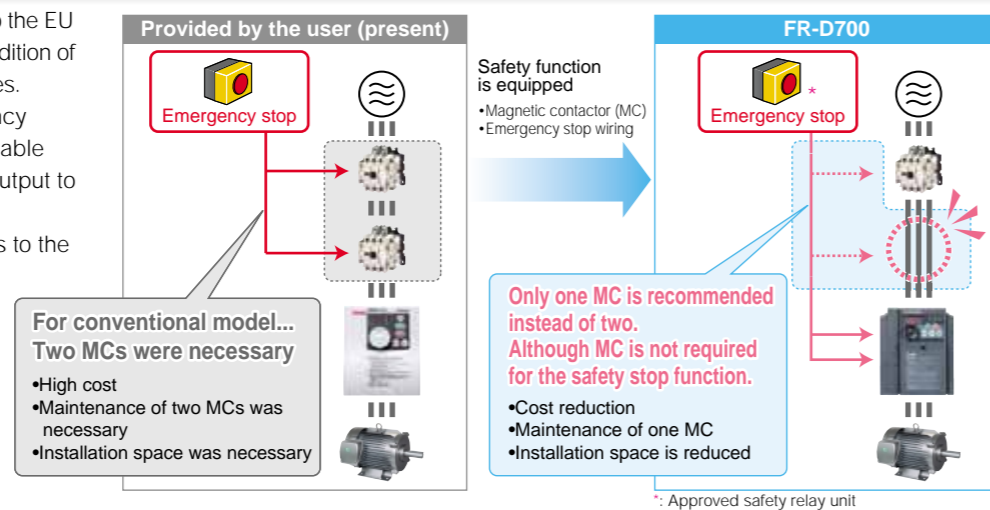 o the EU
dition of
es.
ncy
able
utput to
s to the
Provided by the user (present)
Emergency stop
For conventional model...
Two MCs were necessary
•High cost
•Maintenance of two MCs was
necessary
•Installation space was necessary
Safety function
is equipped
•Magnetic contactor (MC)
•Emergency stop wiring
FR-D700
*
Emergency stop
Only one MC is recommended
instead of two.
Although MC is not required
for the safety stop function.
•Cost reduction
•Maintenance of one MC
•Installation space is reduced
*: Approved safety relay unit